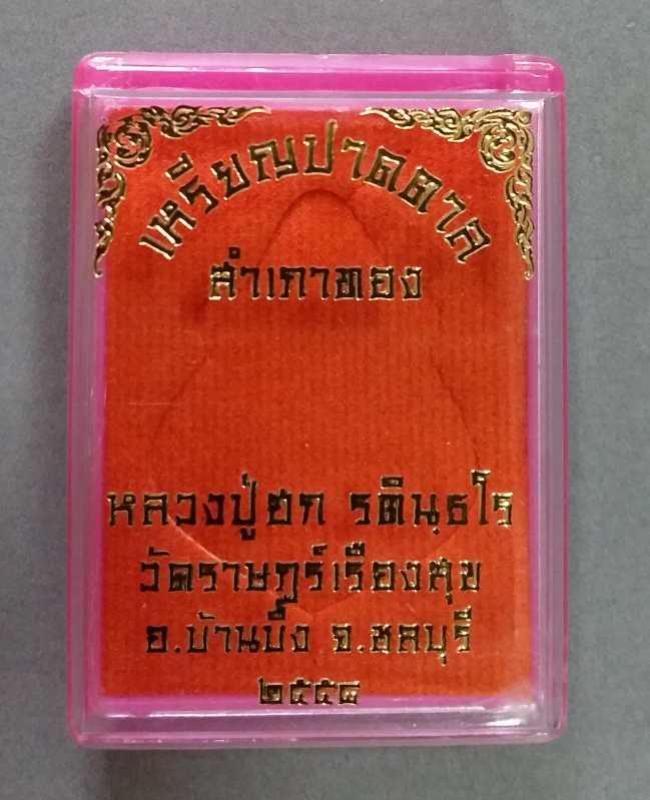 เหรียญปาดตาล
สำเภาทอง
หลวงปู่ฮก รตินฺธโร
วัดราษฎร์เรืองสุข
อ.บ้านบึง จ.ชลบุรี
๒๕๕๘